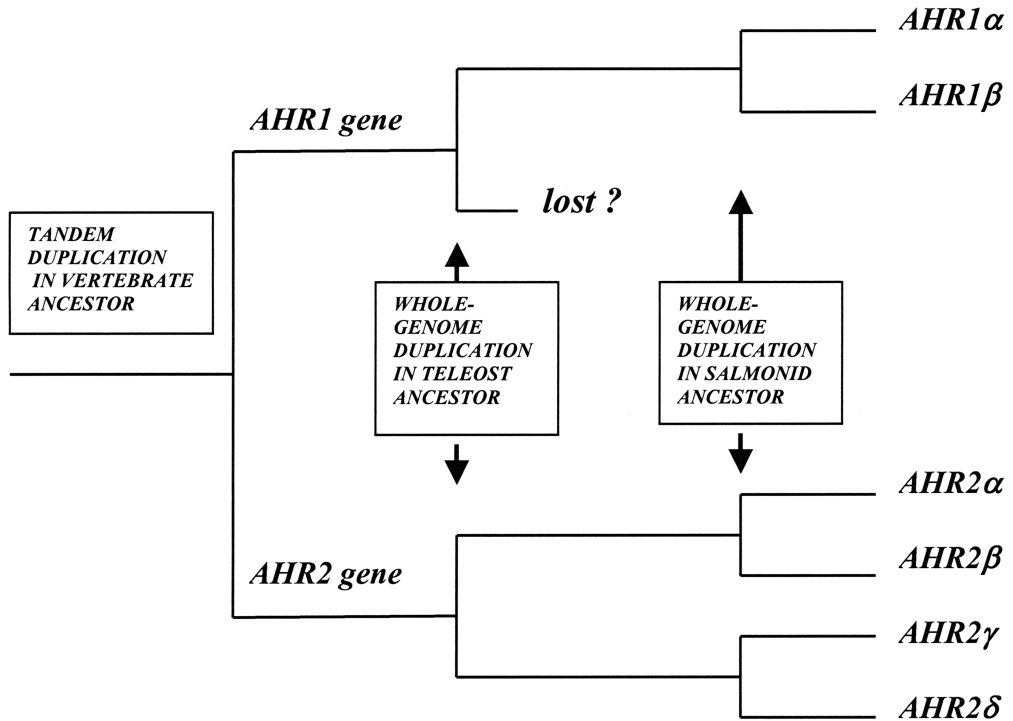 AHR1α
AHR1β
AHR1 gene
lost ?
TANDEM
DUPLICATION
IN VERTEBRATE
ANCESTOR
WHOLE-
GENOME
DUPLICATION
IN TELEOST
ANCESTOR
WHOLE-
GENOME
DUPLICATION
IN SALMONID
ANCESTOR
AHR2 gene
AHR2α
AHR2β
AHR2γ
AHR2δ